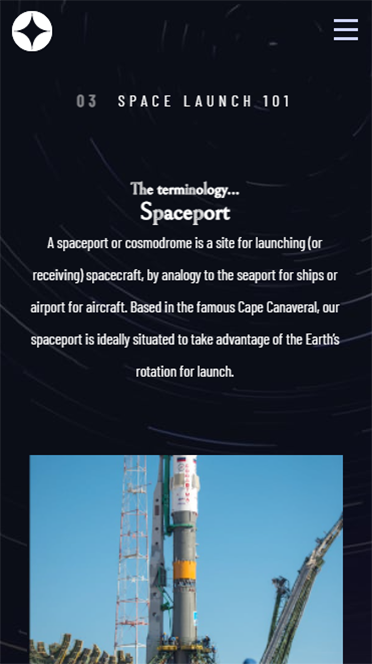 03 SPACE LAUNCH 101
The terminology...
Spaceport
A spaceport or cosmodrome is a site for launching (or
receiving) spacecraft, by analogy to the seaport for ships or
airport for aircraft. Based in the famous Cape Canaveral, our
spaceport is ideally situated to take advantage of the Earth's
rotation for launch.